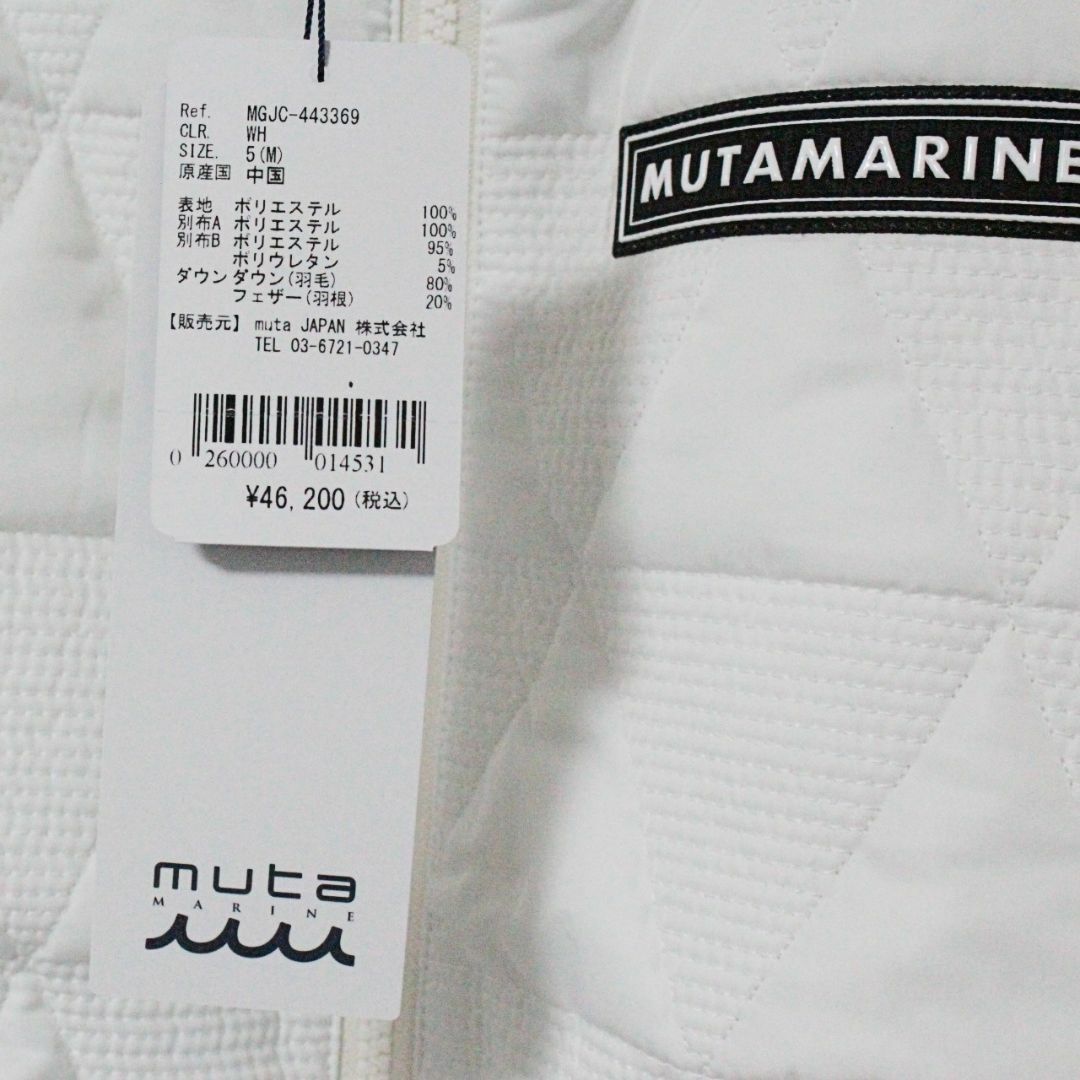 Ref. MGJC-443369
CLR. WH
SIZE. 5(M)
原産国 中国
表地 ポリエステル 100%
別布A ポリエステル 100%
別布B ポリエステル 95%
ポリウレタン 5%
ダウン ダウン(羽毛) 80%
フェザー(羽根) 20%
【販売元】 muta JAPAN 株式会社
TEL 03-6721-0347
0 260000 014531
¥46,200(税込)
muta
MARINE
MUTAMARINE